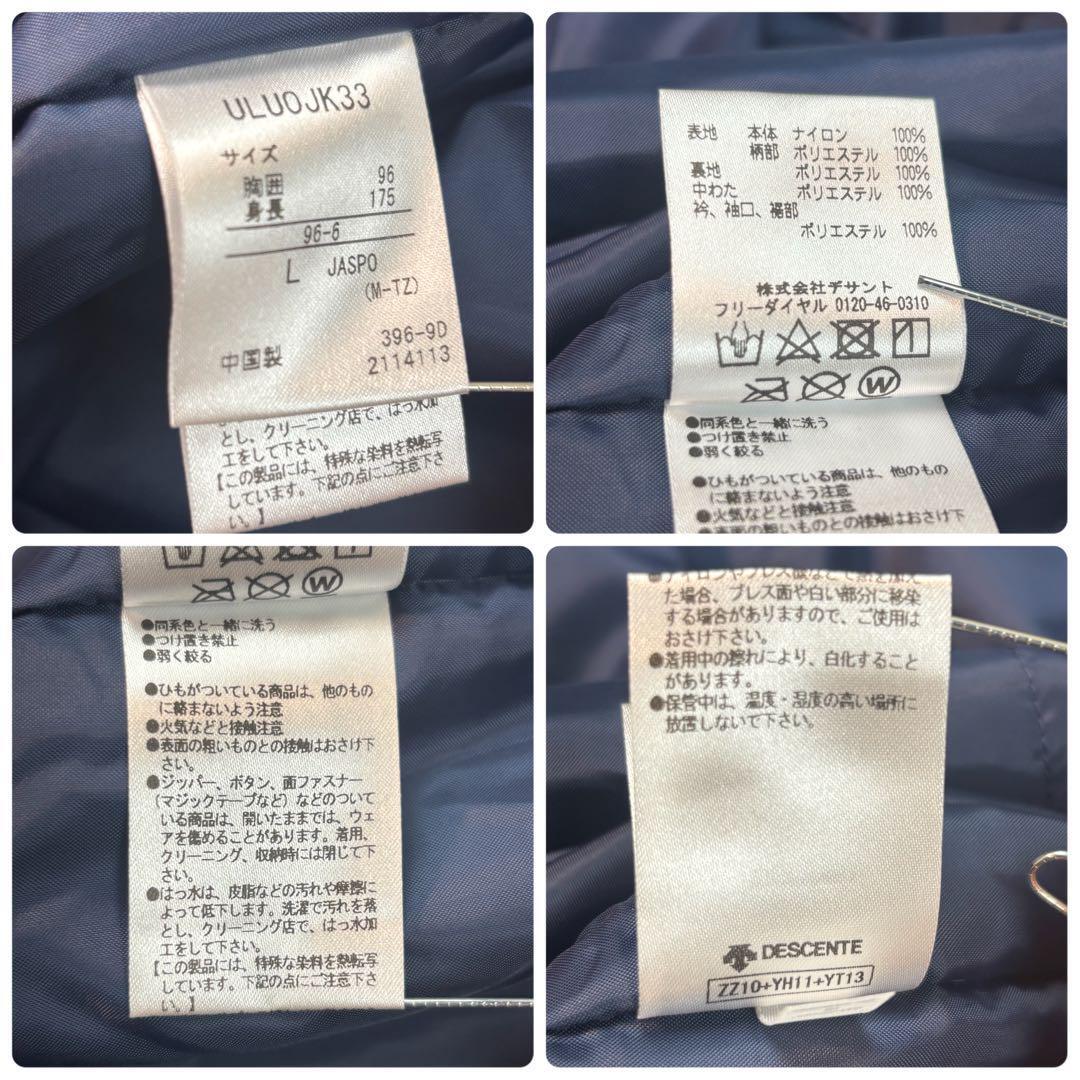 ULUOJK33
サイズ
胸囲 96
身長 175
96-6
L JASPO
(M-TZ)
396-9D
中国製 2114113
とし、クリーニング店で、はっ水加
工をして下さい。
【この製品には、特殊な染料を熱転写
しています。下記の点にご注意下さ
い。】
表地 本体 ナイロン 100%
柄部 ポリエステル 100%
裏地 ポリエステル 100%
中わた ポリエステル 100%
衿、袖口、裾部
ポリエステル 100%
株式会社デサント
フリーダイヤル 0120-46-0310
W
●同系色と一緒に洗う
●つけ置き禁止
●弱く絞る
●ひもがついている商品は、他のもの
に絡まないよう注意
●火気などと接触注意
●表面の粗いものとの接触はおさけ下
W
●同系色と一緒に洗う
●つけ置き禁止
●弱く絞る
●ひもがついている商品は、他のもの
に絡まないよう注意
●火気などと接触注意
●表面の粗いものとの接触はおさけ下
さい。
●ジッパー、ボタン、面ファスナー
(マジックテープなど)などのついて
いる商品は、開いたままでは、ウェ
アを傷めることがあります。着用、
クリーニング、収納時には閉じて下
さい。
●はっ水は、皮脂などの汚れや摩擦に
よって低下します。洗濯で汚れを落
とし、クリーニング店で、はっ水加
工をして下さい。
【この製品には、特殊な染料を熱転写
しています。下記の点にご注意下さ
い。】
た場合、プレス面や白い部分に移染
する場合がありますので、ご使用は
おさけ下さい。
●着用中の擦れにより、白化すること
があります。
●保管中は、温度・湿度の高い場所に
放置しないで下さい。
DESCENTE
ZZ10+YH11+YT13